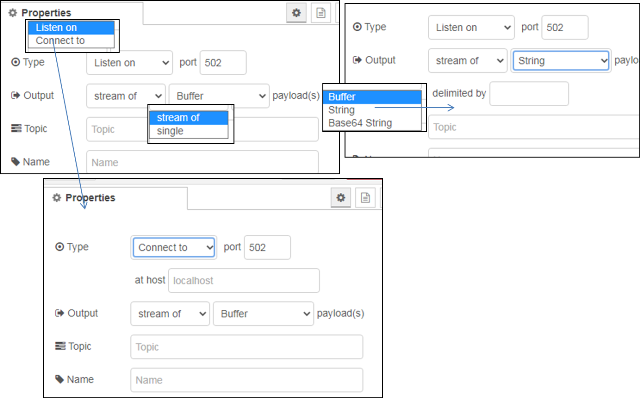 Properties
Listen on
Connect to
Type Listen on port 502
Output stream of Buffer payload(s)
stream of
single
Topic Topic
Name Name
Type Listen on port 502
Output stream of String paylo
Buffer
String
Base64 String
delimited by
Topic
Properties
Type Connect to port 502
at host localhost
Output stream of Buffer payload(s)
Topic Topic
Name Name